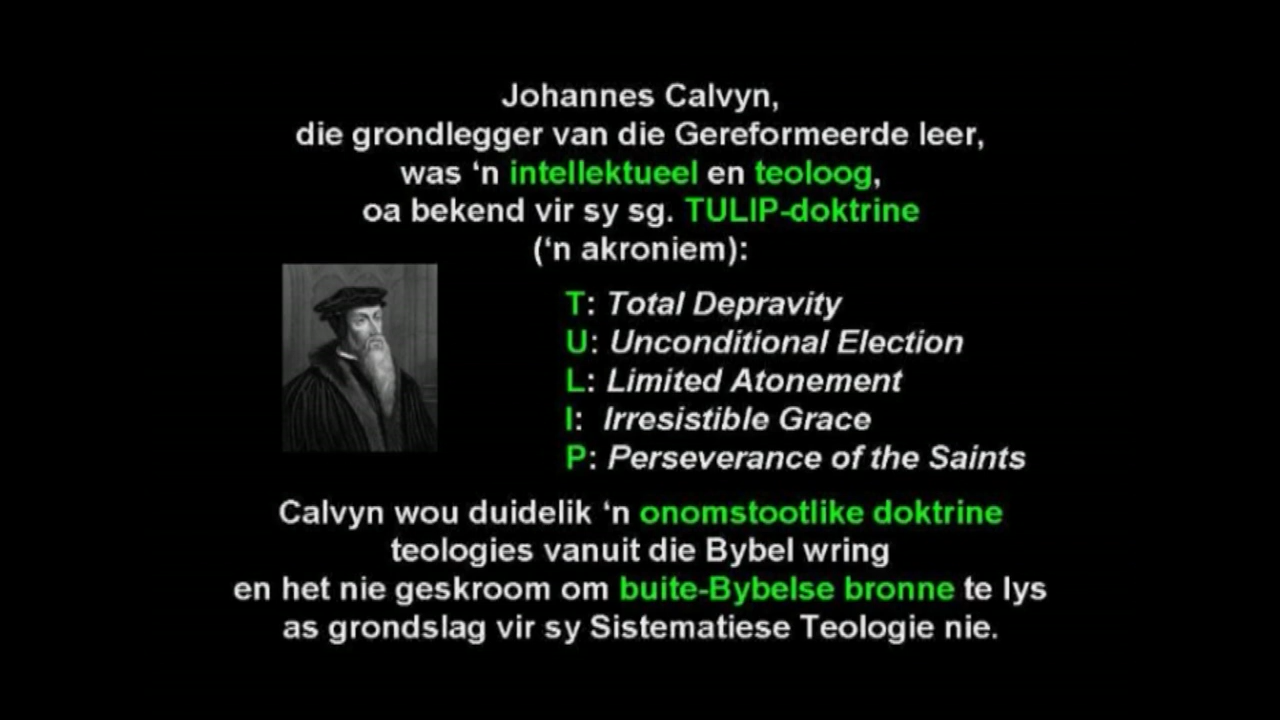 Johannes Calvyn,
die grondlegger van die Gereformeerde leer,
was ‘n intellektueel en teoloog,
oa bekend vir sy sg. TULIP-doktrine
(‘n akroniem):
T: Total Depravity
U: Unconditional Election
L: Limited Atonement
I: Irresistible Grace
P: Perseverance of the Saints
Calvyn wou duidelik ‘n onomstootlike doktrine
teologies vanuit die Bybel wring
en het nie geskroom om buite-Bybelse bronne te lys
as grondslag vir sy Sistematiese Teologie nie.